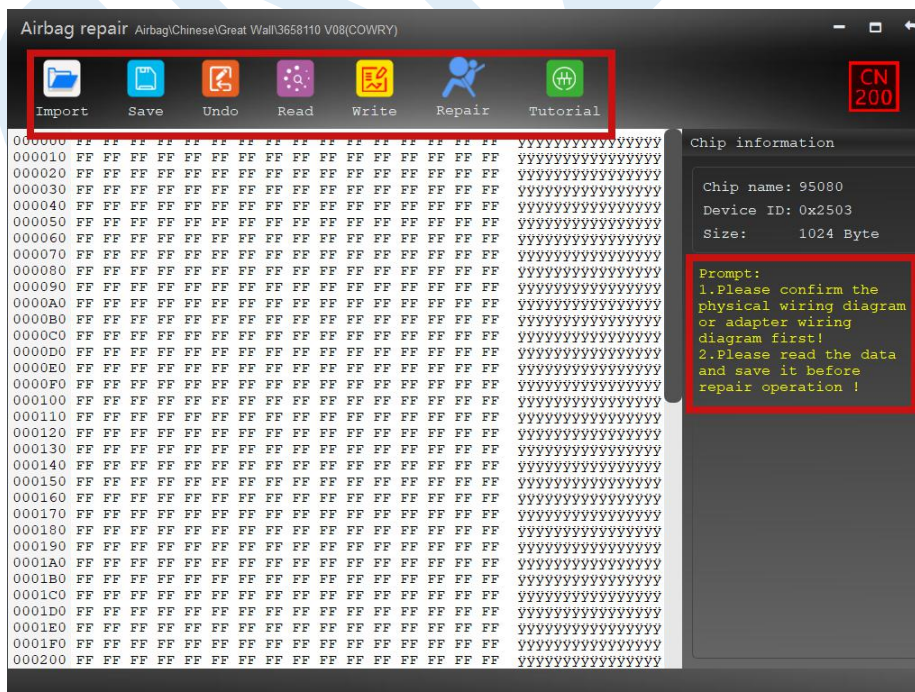 Airbag repair Airbag\Chinese\Great Wall\3658110 V08(COWRY)
Import Save Undo Read Write Repair Tutorial
CN
200
000000 FF FF FF FF FF FF FF FF FF FF FF FF FF FF FF FF ÿÿÿÿÿÿÿÿÿÿÿÿÿÿÿÿ
000010 FF FF FF FF FF FF FF FF FF FF FF FF FF FF FF FF ÿÿÿÿÿÿÿÿÿÿÿÿÿÿÿÿ
000020 FF FF FF FF FF FF FF FF FF FF FF FF FF FF FF FF ÿÿÿÿÿÿÿÿÿÿÿÿÿÿÿÿ
000030 FF FF FF FF FF FF FF FF FF FF FF FF FF FF FF FF ÿÿÿÿÿÿÿÿÿÿÿÿÿÿÿÿ
000040 FF FF FF FF FF FF FF FF FF FF FF FF FF FF FF FF ÿÿÿÿÿÿÿÿÿÿÿÿÿÿÿÿ
000050 FF FF FF FF FF FF FF FF FF FF FF FF FF FF FF FF ÿÿÿÿÿÿÿÿÿÿÿÿÿÿÿÿ
000060 FF FF FF FF FF FF FF FF FF FF FF FF FF FF FF FF ÿÿÿÿÿÿÿÿÿÿÿÿÿÿÿÿ
000070 FF FF FF FF FF FF FF FF FF FF FF FF FF FF FF FF ÿÿÿÿÿÿÿÿÿÿÿÿÿÿÿÿ
000080 FF FF FF FF FF FF FF FF FF FF FF FF FF FF FF FF ÿÿÿÿÿÿÿÿÿÿÿÿÿÿÿÿ
000090 FF FF FF FF FF FF FF FF FF FF FF FF FF FF FF FF ÿÿÿÿÿÿÿÿÿÿÿÿÿÿÿÿ
0000A0 FF FF FF FF FF FF FF FF FF FF FF FF FF FF FF FF ÿÿÿÿÿÿÿÿÿÿÿÿÿÿÿÿ
0000B0 FF FF FF FF FF FF FF FF FF FF FF FF FF FF FF FF ÿÿÿÿÿÿÿÿÿÿÿÿÿÿÿÿ
0000C0 FF FF FF FF FF FF FF FF FF FF FF FF FF FF FF FF ÿÿÿÿÿÿÿÿÿÿÿÿÿÿÿÿ
0000D0 FF FF FF FF FF FF FF FF FF FF FF FF FF FF FF FF ÿÿÿÿÿÿÿÿÿÿÿÿÿÿÿÿ
0000E0 FF FF FF FF FF FF FF FF FF FF FF FF FF FF FF FF ÿÿÿÿÿÿÿÿÿÿÿÿÿÿÿÿ
0000F0 FF FF FF FF FF FF FF FF FF FF FF FF FF FF FF FF ÿÿÿÿÿÿÿÿÿÿÿÿÿÿÿÿ
000100 FF FF FF FF FF FF FF FF FF FF FF FF FF FF FF FF ÿÿÿÿÿÿÿÿÿÿÿÿÿÿÿÿ
000110 FF FF FF FF FF FF FF FF FF FF FF FF FF FF FF FF ÿÿÿÿÿÿÿÿÿÿÿÿÿÿÿÿ
000120 FF FF FF FF FF FF FF FF FF FF FF FF FF FF FF FF ÿÿÿÿÿÿÿÿÿÿÿÿÿÿÿÿ
000130 FF FF FF FF FF FF FF FF FF FF FF FF FF FF FF FF ÿÿÿÿÿÿÿÿÿÿÿÿÿÿÿÿ
000140 FF FF FF FF FF FF FF FF FF FF FF FF FF FF FF FF ÿÿÿÿÿÿÿÿÿÿÿÿÿÿÿÿ
000150 FF FF FF FF FF FF FF FF FF FF FF FF FF FF FF FF ÿÿÿÿÿÿÿÿÿÿÿÿÿÿÿÿ
000160 FF FF FF FF FF FF FF FF FF FF FF FF FF FF FF FF ÿÿÿÿÿÿÿÿÿÿÿÿÿÿÿÿ
000170 FF FF FF FF FF FF FF FF FF FF FF FF FF FF FF FF ÿÿÿÿÿÿÿÿÿÿÿÿÿÿÿÿ
000180 FF FF FF FF FF FF FF FF FF FF FF FF FF FF FF FF ÿÿÿÿÿÿÿÿÿÿÿÿÿÿÿÿ
000190 FF FF FF FF FF FF FF FF FF FF FF FF FF FF FF FF ÿÿÿÿÿÿÿÿÿÿÿÿÿÿÿÿ
0001A0 FF FF FF FF FF FF FF FF FF FF FF FF FF FF FF FF ÿÿÿÿÿÿÿÿÿÿÿÿÿÿÿÿ
0001B0 FF FF FF FF FF FF FF FF FF FF FF FF FF FF FF FF ÿÿÿÿÿÿÿÿÿÿÿÿÿÿÿÿ
0001C0 FF FF FF FF FF FF FF FF FF FF FF FF FF FF FF FF ÿÿÿÿÿÿÿÿÿÿÿÿÿÿÿÿ
0001D0 FF FF FF FF FF FF FF FF FF FF FF FF FF FF FF FF ÿÿÿÿÿÿÿÿÿÿÿÿÿÿÿÿ
0001E0 FF FF FF FF FF FF FF FF FF FF FF FF FF FF FF FF ÿÿÿÿÿÿÿÿÿÿÿÿÿÿÿÿ
0001F0 FF FF FF FF FF FF FF FF FF FF FF FF FF FF FF FF ÿÿÿÿÿÿÿÿÿÿÿÿÿÿÿÿ
000200 FF FF FF FF FF FF FF FF FF FF FF FF FF FF FF FF ÿÿÿÿÿÿÿÿÿÿÿÿÿÿÿÿ
Chip information
Chip name: 95080
Device ID: 0x2503
Size: 1024 Byte
Prompt:
1.Please confirm the
physical wiring diagram
or adapter wiring
diagram first!
2.Please read the data
and save it before
repair operation !